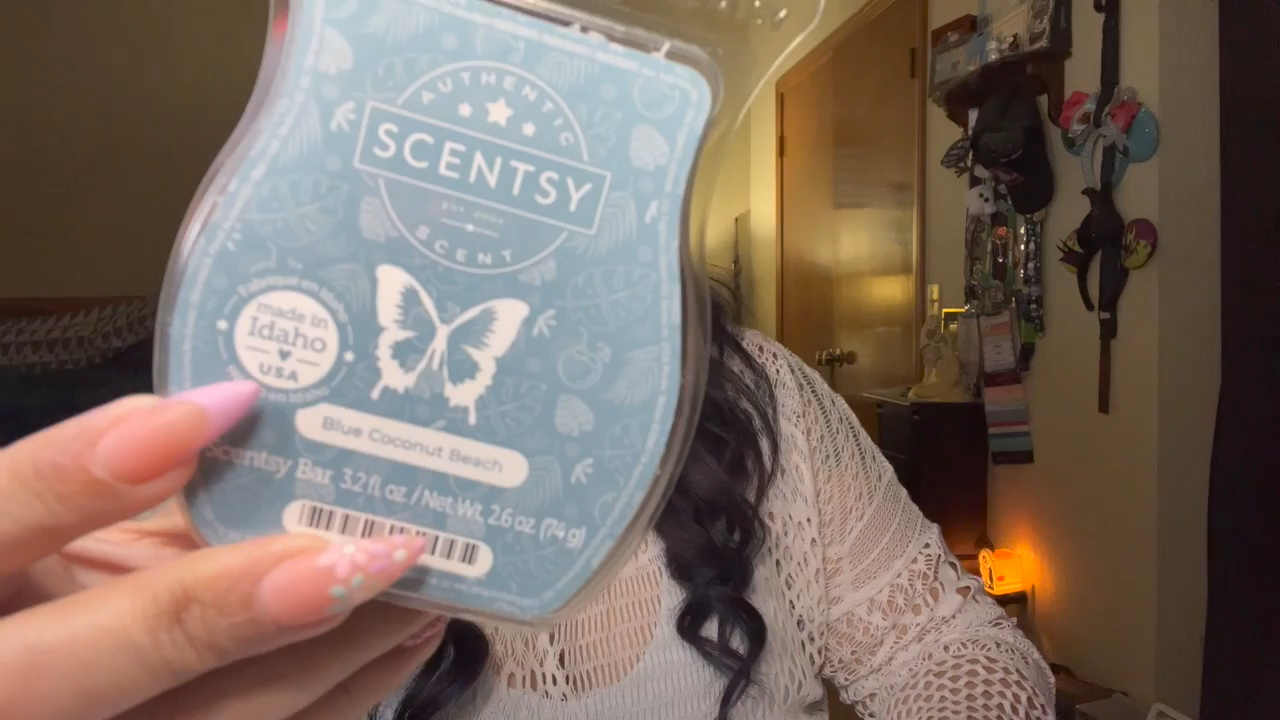 AUTHENTIC
SCENTSY
SCENT
made in
Idaho
USA
Blue Coconut Beach
Scentsy Bar 3.2 fl. oz. / Net Wt. 2.6 oz. (74 g)